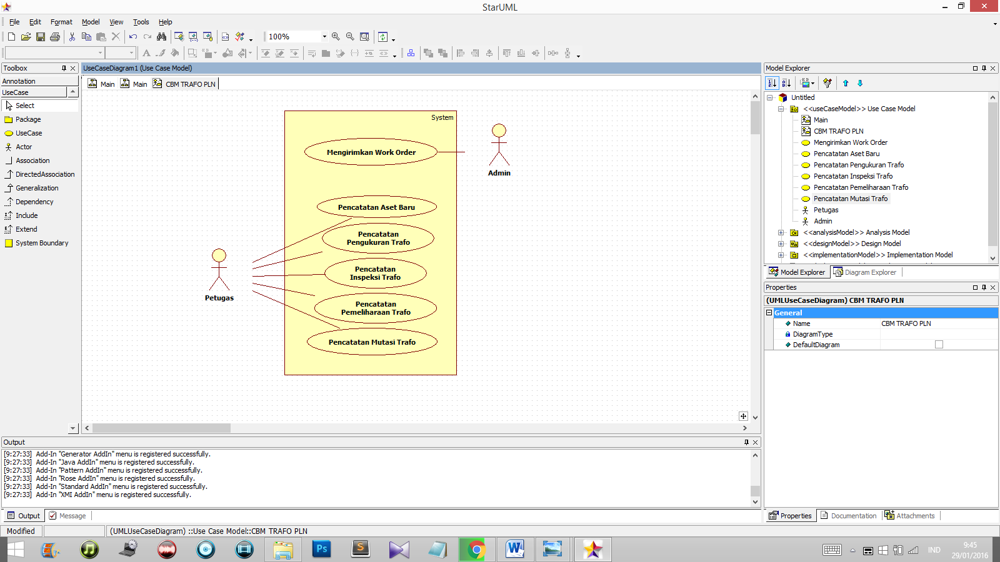 StarUML
File Edit Format Model View Tools Help
100%
Toolbox
Annotation
UseCase
Select
Package
UseCase
Actor
Association
DirectedAssociation
Generalization
Dependency
Include
Extend
System Boundary
UseCaseDiagram1 (Use Case Model)
Main Main CBM TRAFO PLN
System
Mengirimkan Work Order
Admin
Pencatatan Aset Baru
Pencatatan
Pengukuran Trafo
Pencatatan
Inspeksi Trafo
Petugas
Pencatatan
Pemeliharaan Trafo
Pencatatan Mutasi Trafo
Model Explorer
Untitled
<<useCaseModel>> Use Case Model
Main
CBM TRAFO PLN
Mengirimkan Work Order
Pencatatan Aset Baru
Pencatatan Pengukuran Trafo
Pencatatan Inspeksi Trafo
Pencatatan Pemeliharaan Trafo
Pencatatan Mutasi Trafo
Petugas
Admin
<<analysisModel>> Analysis Model
<<designModel>> Design Model
<<implementationModel>> Implementation Model
Model Explorer Diagram Explorer
Properties
(UMLUseCaseDiagram) CBM TRAFO PLN
General
Name CBM TRAFO PLN
DiagramType
DefaultDiagram
Properties Documentation Attachments
Output
[9:27:33] Add-In "Generator AddIn" menu is registered successfully.
[9:27:33] Add-In "Java AddIn" menu is registered successfully.
[9:27:33] Add-In "Pattern AddIn" menu is registered successfully.
[9:27:33] Add-In "Rose AddIn" menu is registered successfully.
[9:27:33] Add-In "Standard AddIn" menu is registered successfully.
[9:27:33] Add-In "XMI AddIn" menu is registered successfully.
Output Message
Modified
(UMLUseCaseDiagram) ::Use Case Model::CBM TRAFO PLN
Ps
S
W
IND
9:45
29/01/2016